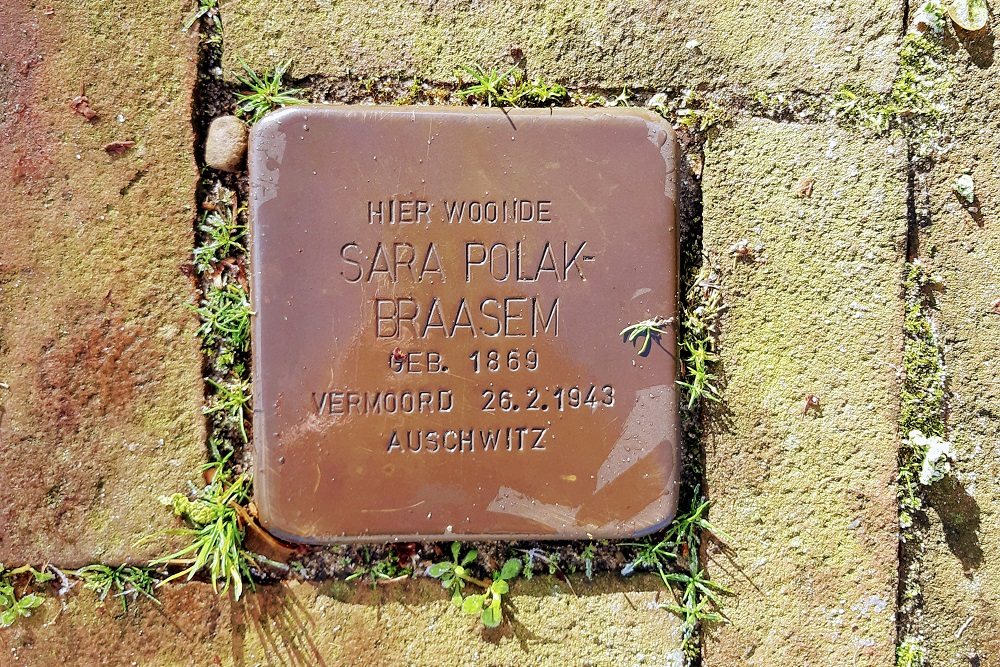 HIER WOONDE
SARA POLAK-
BRAASEM
GEB. 1869
VERMOORD 26.2.1943
AUSCHWITZ